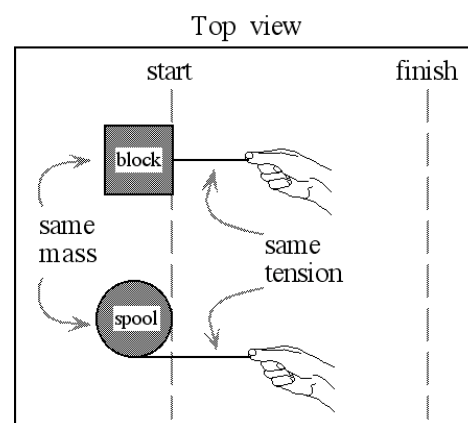 Top view
start
finish
block
same
mass
same
tension
spool